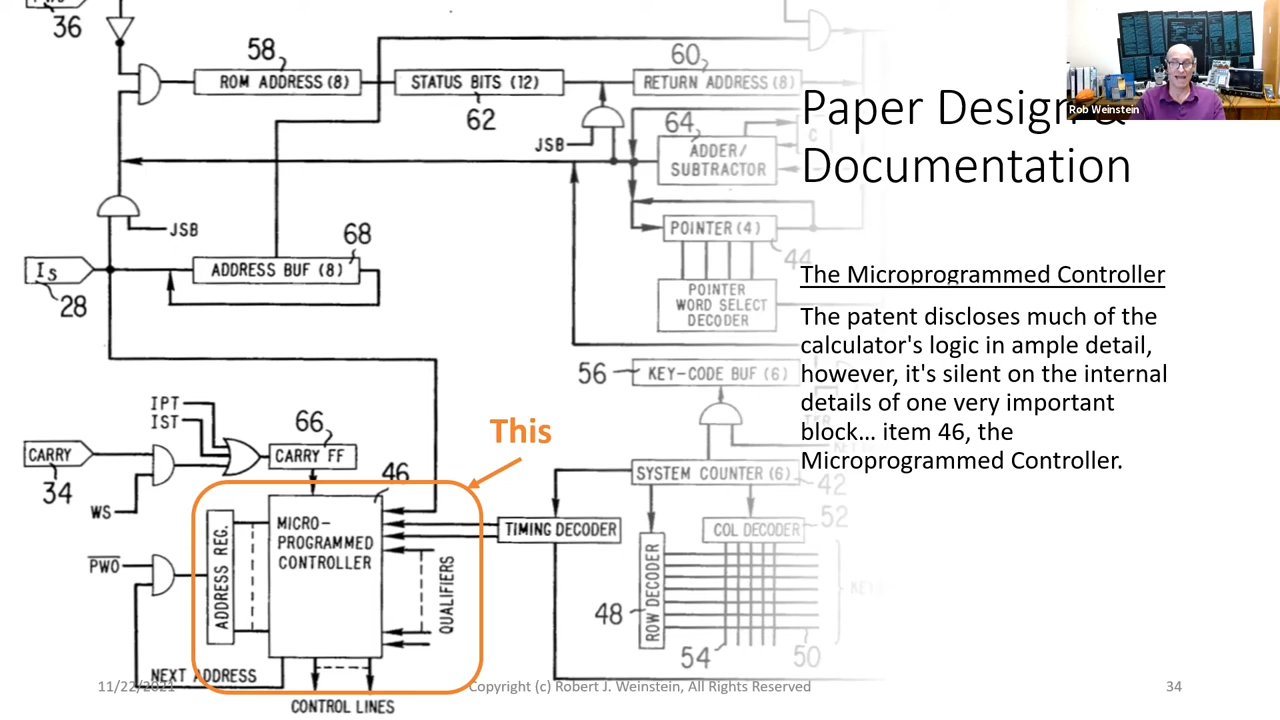 36
58
ROM ADDRESS (8)
STATUS BITS (12)
62
60
RETURN ADDRESS (8)
Rob Weinstein
Paper Design &
Documentation
JSB
64
ADDER/
SUBTRACTOR
C
JSB
POINTER (4)
44
POINTER
WORD SELECT
DECODER
68
ADDRESS BUF (8)
Is
28
The Microprogrammed Controller
The patent discloses much of the
calculator's logic in ample detail,
however, it's silent on the internal
details of one very important
block... item 46, the
Microprogrammed Controller.
56
KEY-CODE BUF (6)
IPT
IST
66
CARRY FF
CARRY
34
WS
This
46
SYSTEM COUNTER (6)
42
TIMING DECODER
COL DECODER
52
ROW DECODER
48
54
50
PWO
ADDRESS REG.
MICRO-
PROGRAMMED
CONTROLLER
QUALIFIERS
NEXT ADDRESS
CONTROL LINES
11/22/2021
Copyright (c) Robert J. Weinstein, All Rights Reserved
34